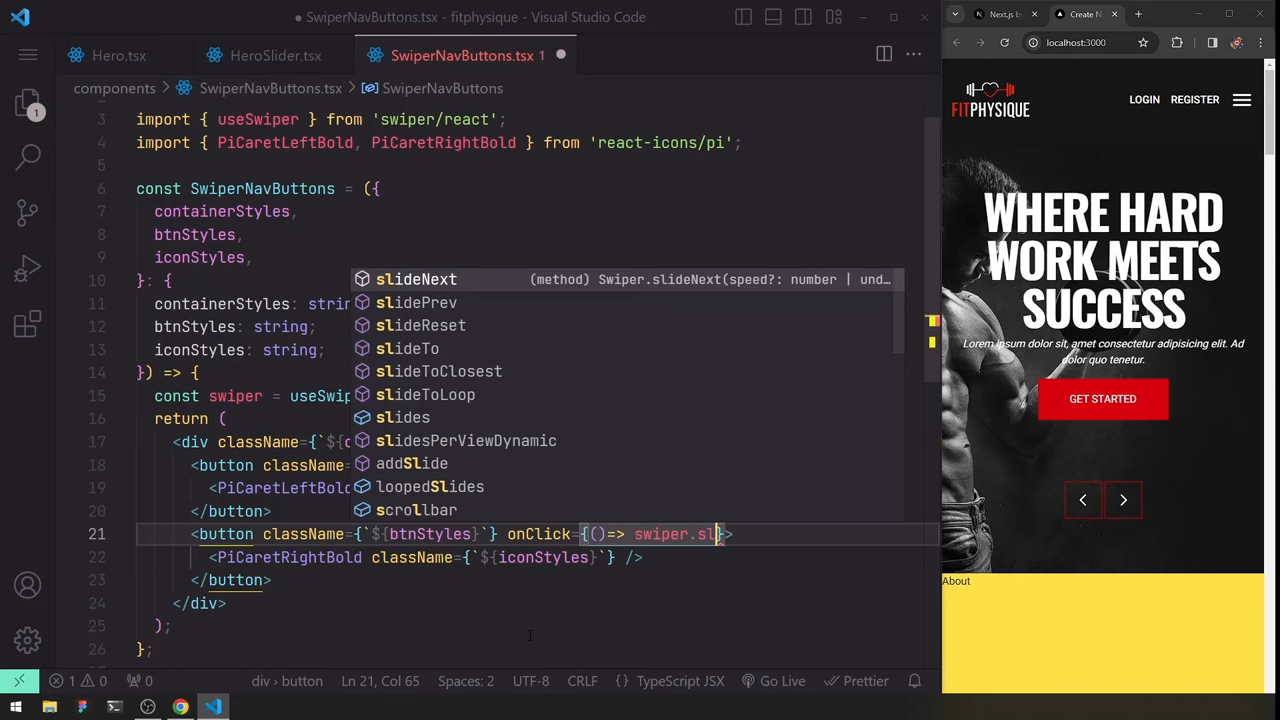 SwiperNavButtons.tsx - fitphysique - Visual Studio Code
Hero.tsx
HeroSlider.tsx
SwiperNavButtons.tsx 1
components > SwiperNavButtons.tsx > SwiperNavButtons
3 import { useSwiper } from 'swiper/react';
4 import { PiCaretLeftBold, PiCaretRightBold } from 'react-icons/pi';
5
6 const SwiperNavButtons = ({
7 containerStyles,
8 btnStyles,
9 iconStyles,
10 }: {
11 containerStyles: strin
12 btnStyles: string;
13 iconStyles: string;
14 }) => {
15 const swiper = useSwip
16 return (
17 <div className={`${c
18 <button className=
19 <PiCaretLeftBold
20 </button>
21 <button className={`${btnStyles}`} onClick={()=> swiper.sl}>
22 <PiCaretRightBold className={`${iconStyles}`} />
23 </button>
24 </div>
25 );
26 };
slideNext (method) Swiper.slideNext(speed?: number | und...
slidePrev
slideReset
slideTo
slideToClosest
slideToLoop
slides
slidesPerViewDynamic
addSlide
loopedSlides
scrollbar
1
1 0 0 div > button Ln 21, Col 65 Spaces: 2 UTF-8 CRLF {} TypeScript JSX Go Live Prettier
Next.js b
Create N
localhost:3000
FITPHYSIQUE
LOGIN REGISTER
WHERE HARD
WORK MEETS
SUCCESS
Lorem ipsum dolor sit, amet consectetur adipisicing elit. Ad
dolor quo tenetur.
GET STARTED
About